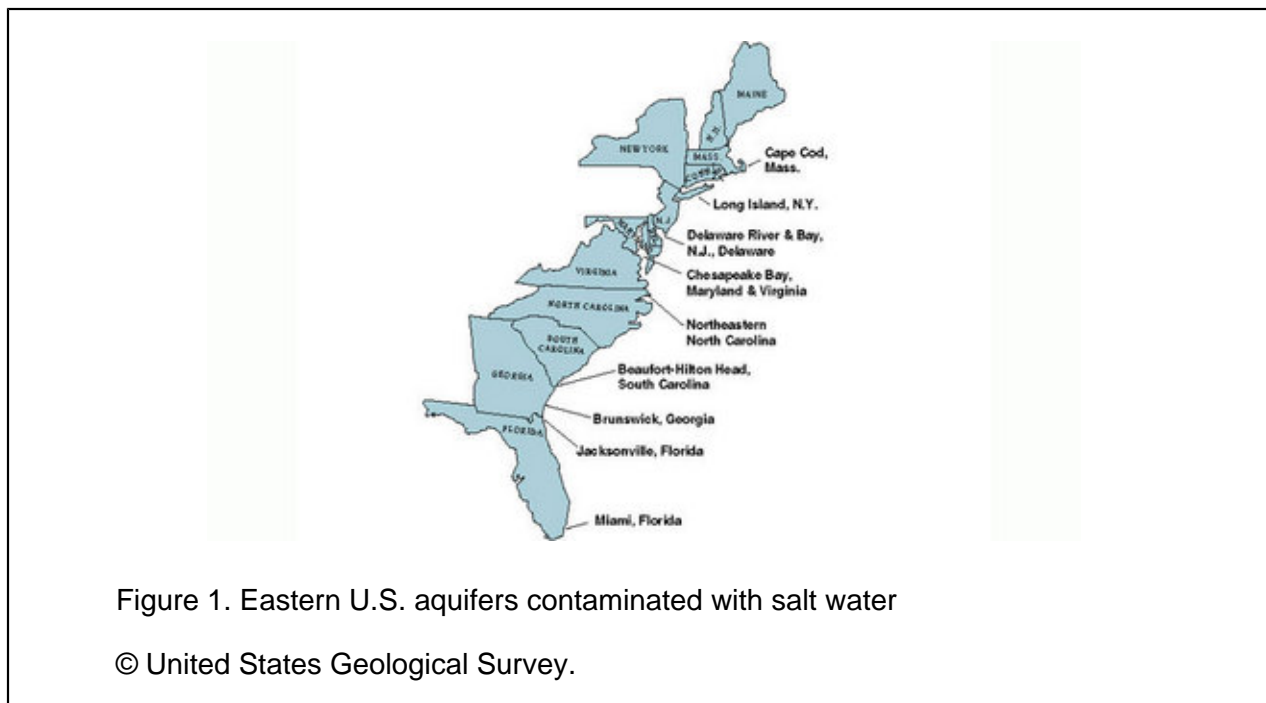 MAINE
N.H.
NEW YORK
MASS.
CONN.
Cape Cod,
Mass.
Long Island, N.Y.
N.J.
Delaware River & Bay,
N.J., Delaware
Chesapeake Bay,
Maryland & Virginia
VIRGINIA
NORTH CAROLINA
Northeastern
North Carolina
SOUTH
CAROLINA
Beaufort-Hilton Head,
South Carolina
GEORGIA
Brunswick, Georgia
FLORIDA
Jacksonville, Florida
Miami, Florida
Figure 1. Eastern U.S. aquifers contaminated with salt water
© United States Geological Survey.